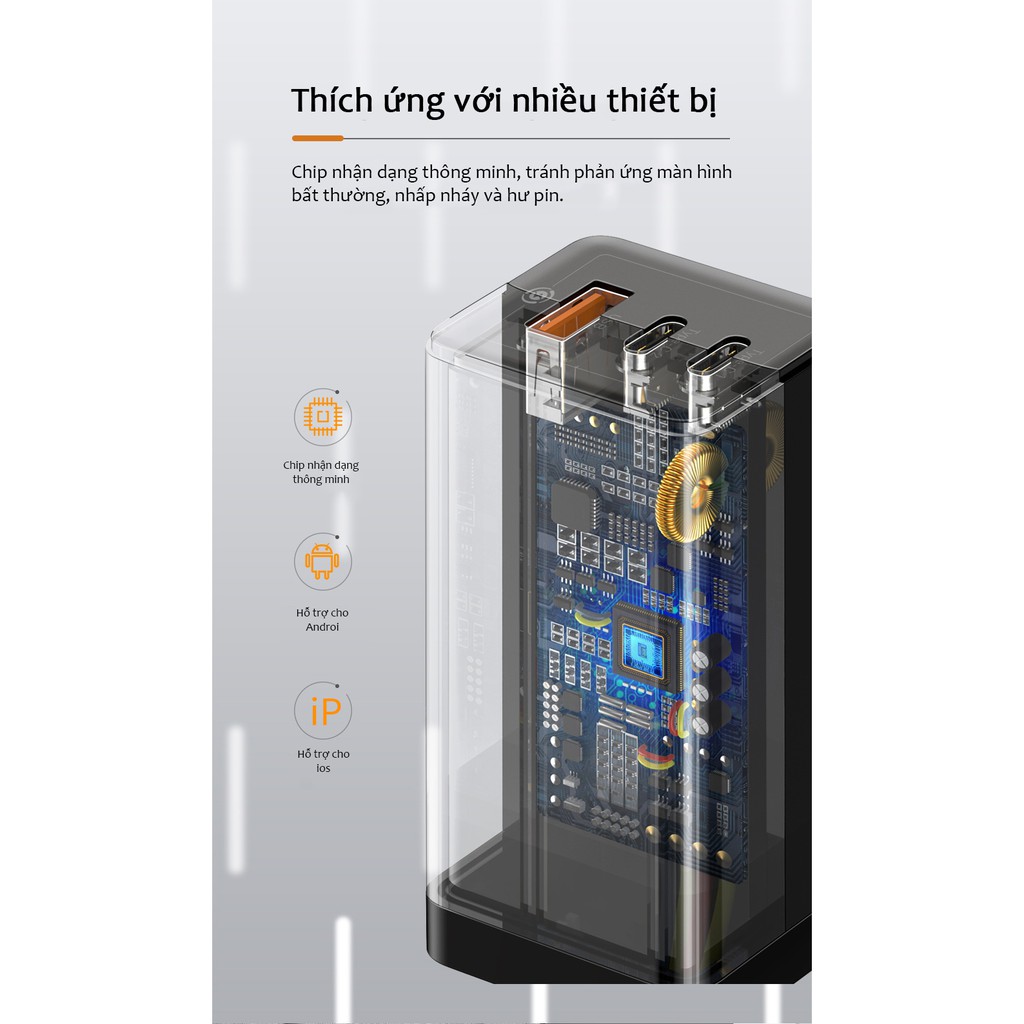 Thích ứng với nhiều thiết bị
Chip nhận dạng thông minh, tránh phản ứng màn hình
bất thường, nhấp nháy và hư pin.
Chip nhận dạng
thông minh
Hỗ trợ cho
Androi
iP
Hỗ trợ cho
ios